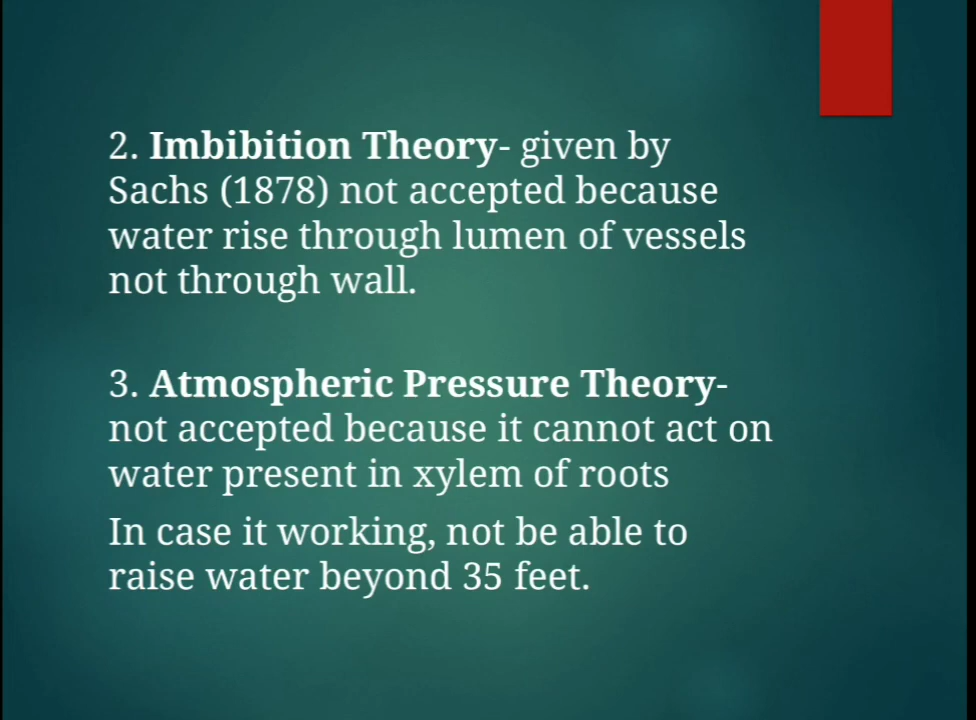 2. Imbibition Theory- given by
Sachs (1878) not accepted because
water rise through lumen of vessels
not through wall.
3. Atmospheric Pressure Theory-
not accepted because it cannot act on
water present in xylem of roots
In case it working, not be able to
raise water beyond 35 feet.